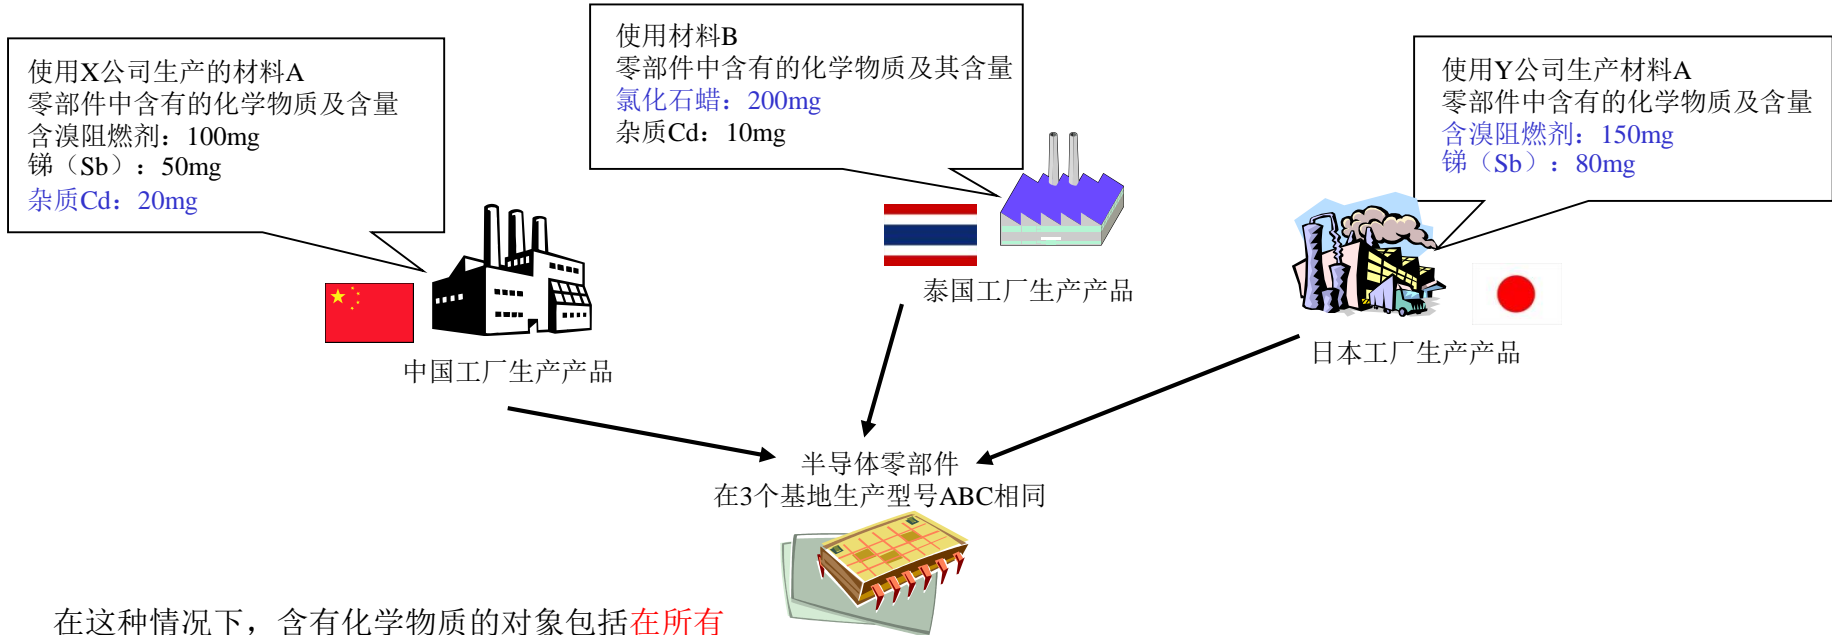 使用X公司生产的材料A
零部件中含有的化学物质及含量
含溴阻燃剂：100mg
锑（Sb）：50mg
杂质Cd：20mg
使用材料B
零部件中含有的化学物质及其含量
氯化石蜡：200mg
杂质Cd：10mg
使用Y公司生产材料A
零部件中含有的化学物质及含量
含溴阻燃剂：150mg
锑（Sb）：80mg
中国工厂生产产品
泰国工厂生产产品
日本工厂生产产品
半导体零部件
在3个基地生产型号ABC相同
在这种情况下，含有化学物质的对象包括在所有